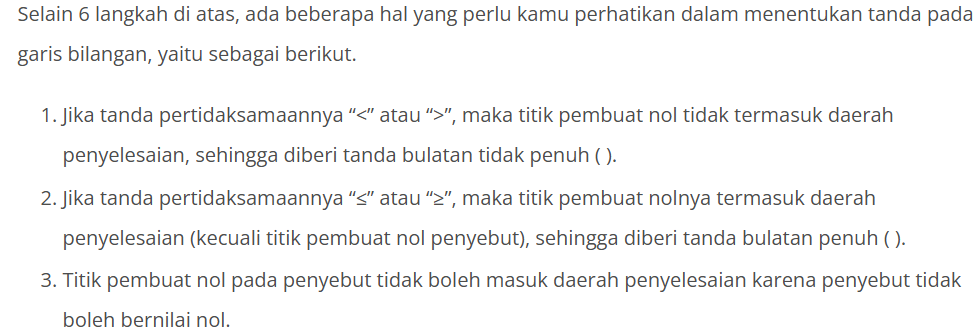 Selain 6 langkah di atas, ada beberapa hal yang perlu kamu perhatikan dalam menentukan tanda pada
garis bilangan, yaitu sebagai berikut.
1. Jika tanda pertidaksamaannya “<” atau “>”, maka titik pembuat nol tidak termasuk daerah
penyelesaian, sehingga diberi tanda bulatan tidak penuh ( ).
2. Jika tanda pertidaksamaannya “≤” atau “≥”, maka titik pembuat nolnya termasuk daerah
penyelesaian (kecuali titik pembuat nol penyebut), sehingga diberi tanda bulatan penuh ( ).
3. Titik pembuat nol pada penyebut tidak boleh masuk daerah penyelesaian karena penyebut tidak
boleh bernilai nol.